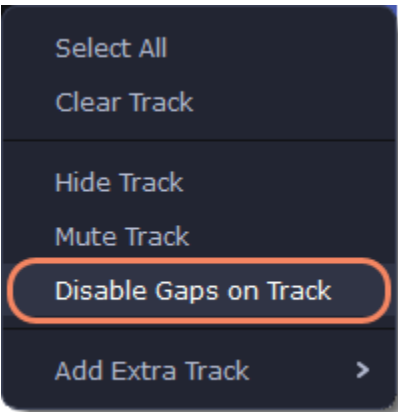 Select All
Clear Track
Hide Track
Mute Track
Disable Gaps on Track
Add Extra Track